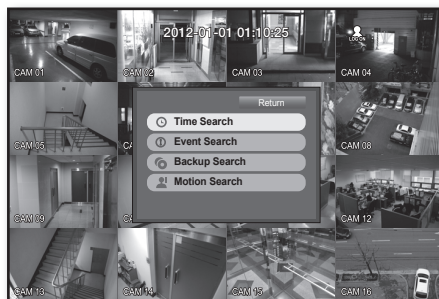 2012-01-01 01:10:25
LOG ON
CAM 01
CAM 02
CAM 03
CAM 04
Return
Time Search
Event Search
Backup Search
Motion Search
CAM 05
CAM 08
CAM 09
CAM 12
CAM 13
CAM 14
CAM 15
CAM 16